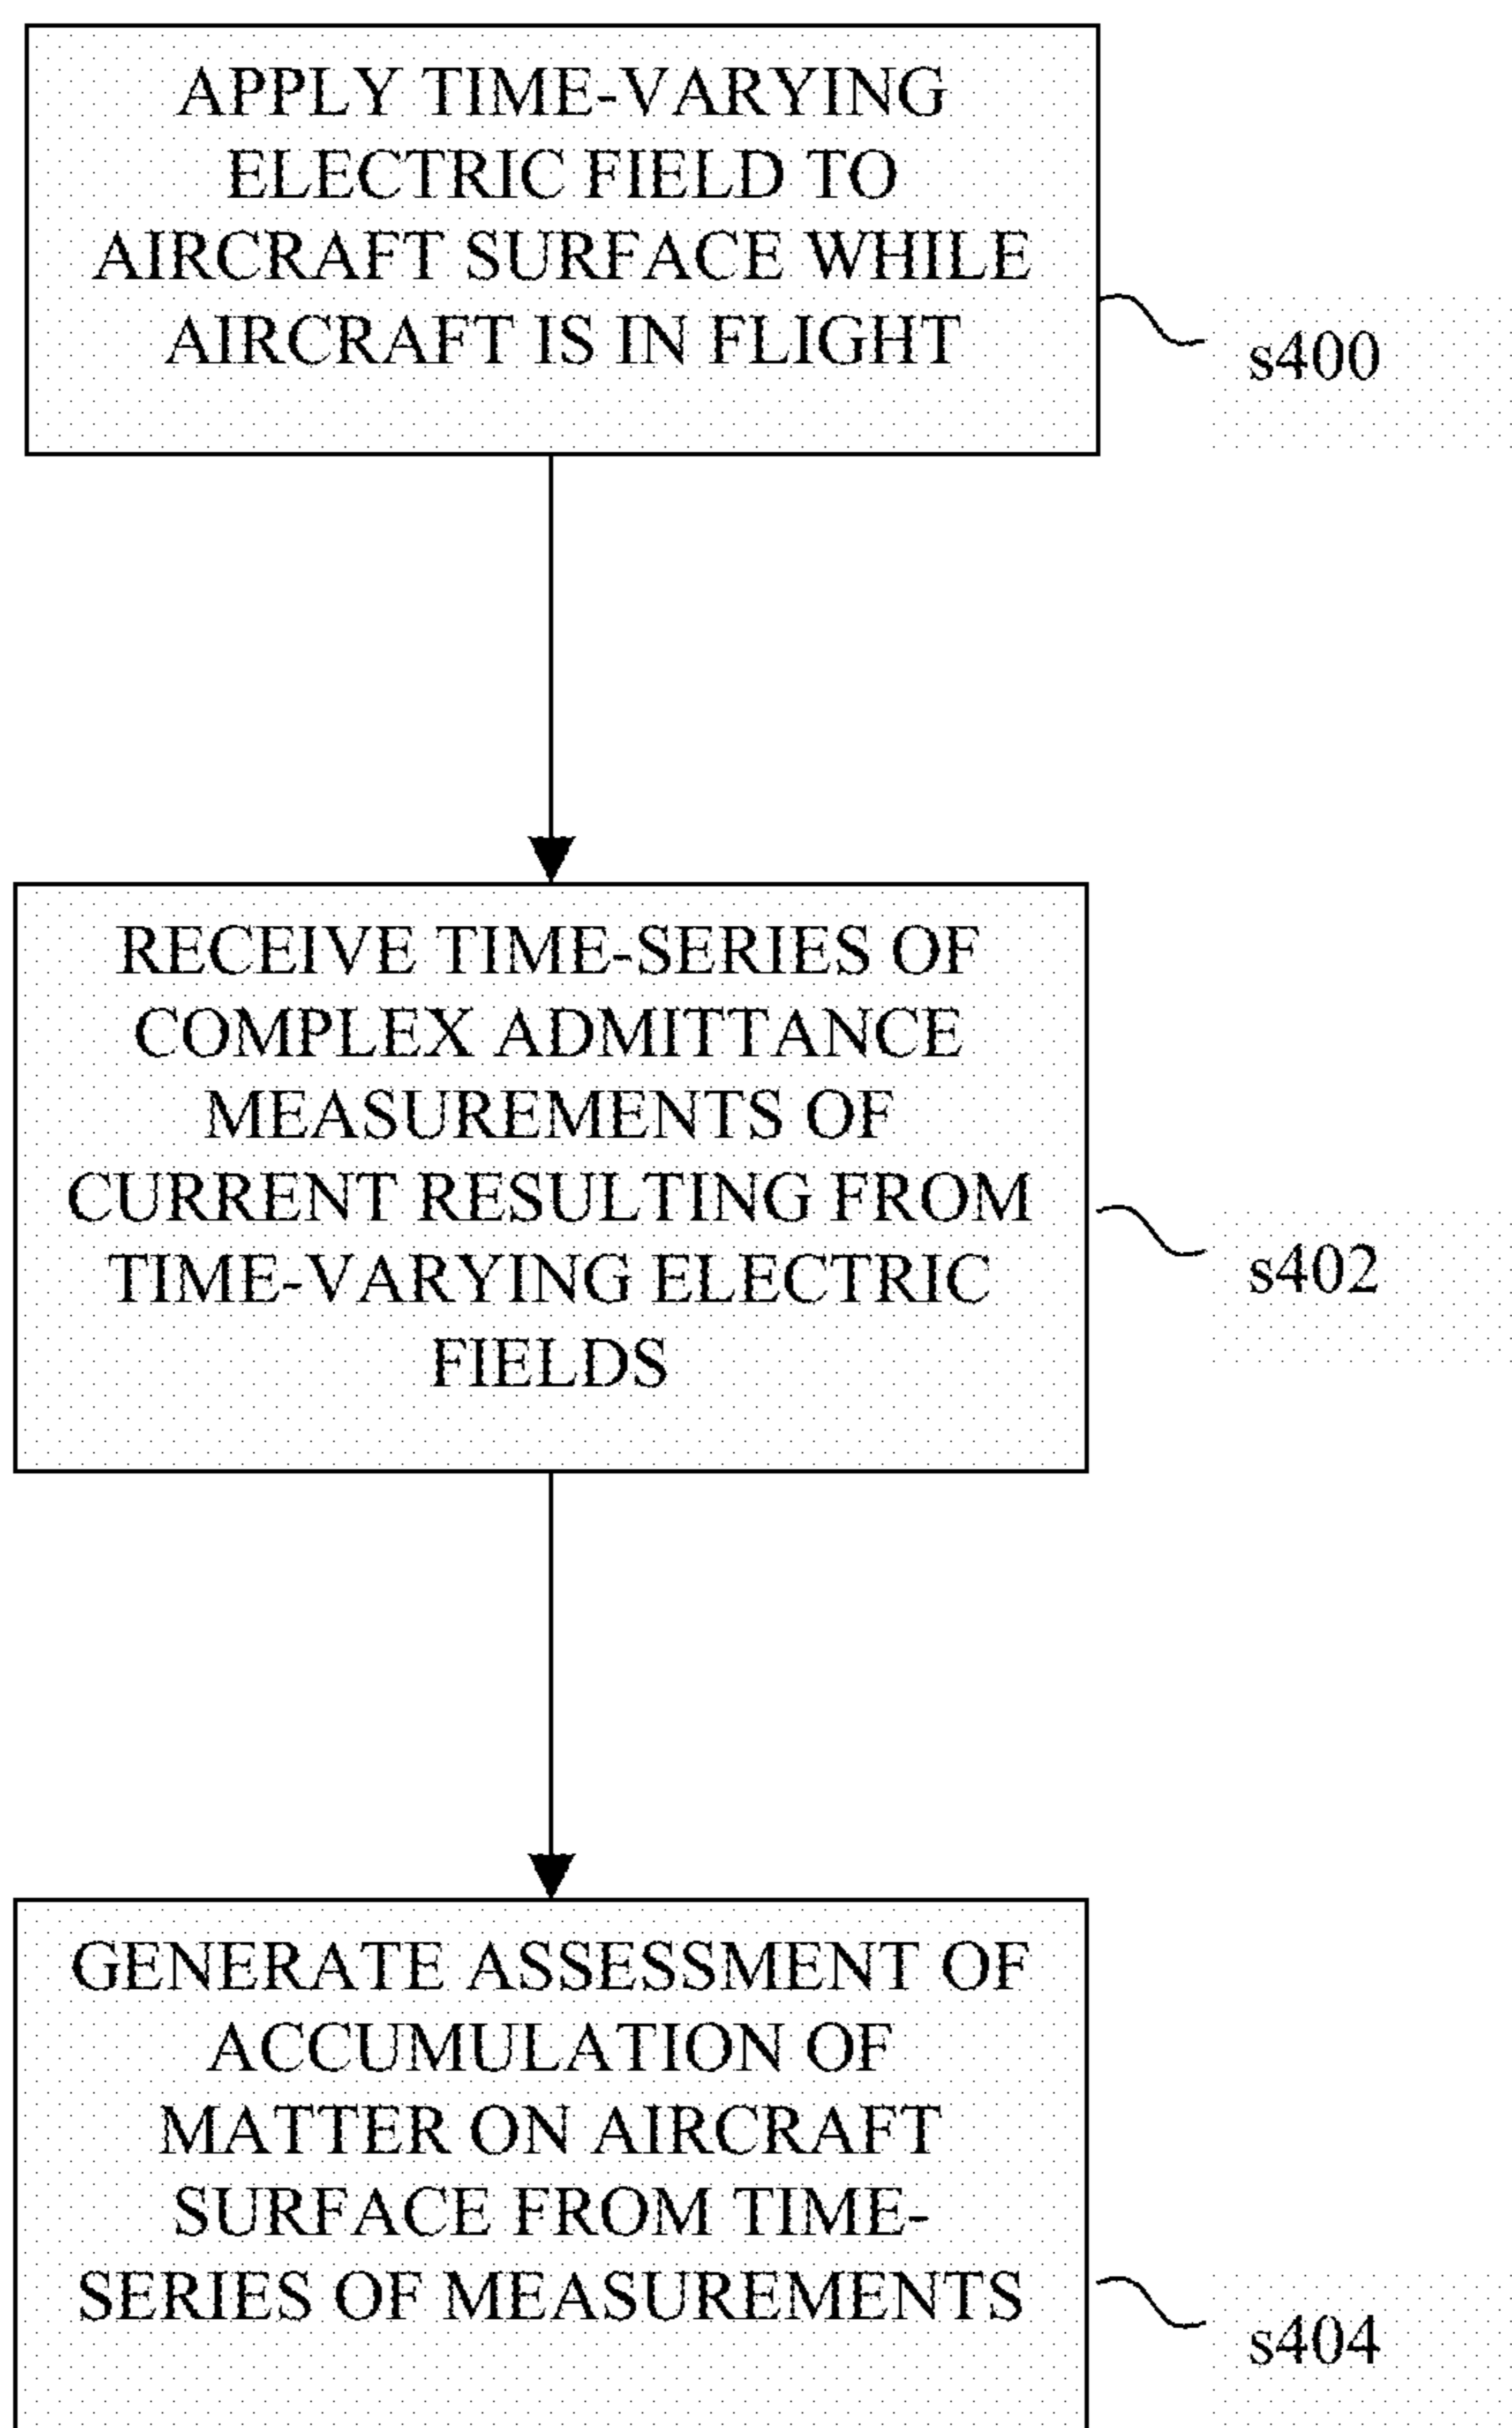 APPLY TIME-VARYING
ELECTRIC FIELD TO
AIRCRAFT SURFACE WHILE
AIRCRAFT IS IN FLIGHT
s400
RECEIVE TIME-SERIES OF
COMPLEX ADMITTANCE
MEASUREMENTS OF
CURRENT RESULTING FROM
TIME-VARYING ELECTRIC
FIELDS
s402
GENERATE ASSESSMENT OF
ACCUMULATION OF
MATTER ON AIRCRAFT
SURFACE FROM TIME-
SERIES OF MEASUREMENTS
s404